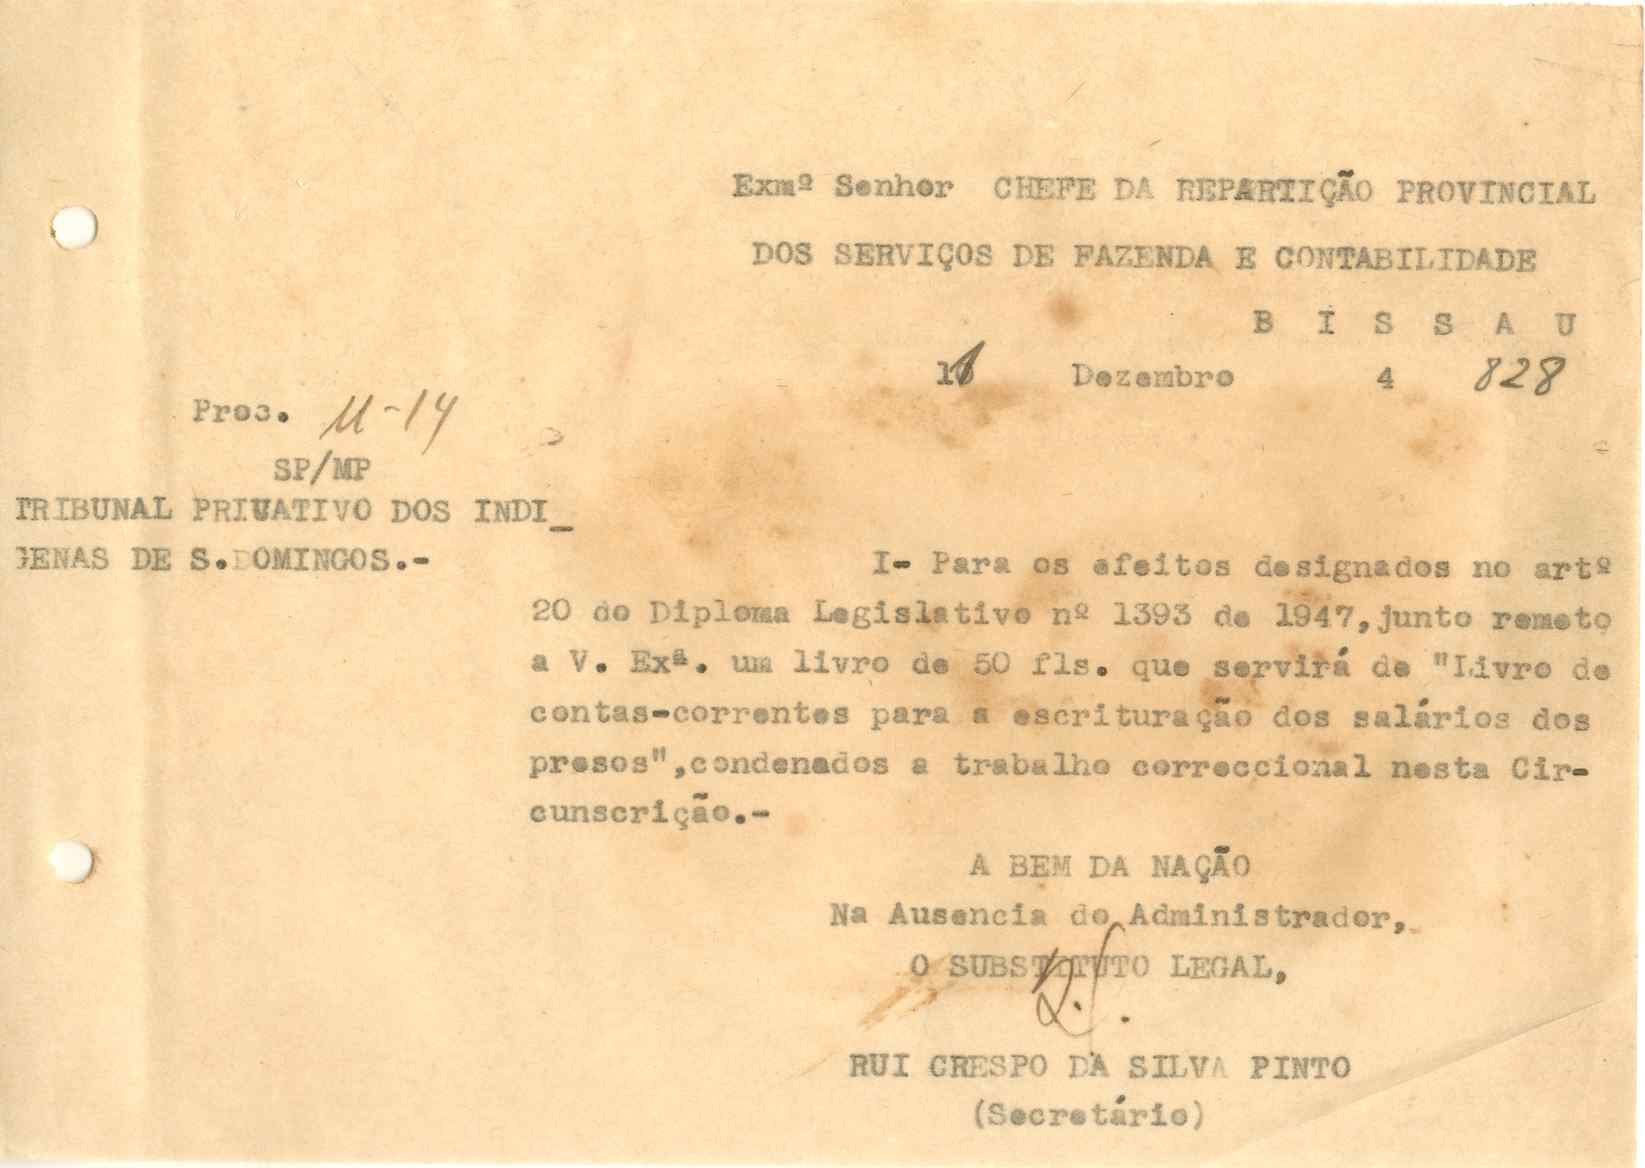 Exmº Senhor CHEFE DA REPARTIÇÃO PROVINCIAL
DOS SERVIÇOS DE FAZENDA E CONTABILIDADE
B I S S A U
Dezembro 4 828
Proc. 11-14
SP/MP
TRIBUNAL PRIVATIVO DOS INDI_
GENAS DE S.DOMINGOS.-
I- Para os efeitos designados no artº
20 do Diploma Legislativo nº 1393 de 1947,junto remeto
a V. Exª. um livro de 50 fls. que servirá de "Livro de
contas-correntes para a escrituração dos salários dos
presos",condenados a trabalho correccional nesta Cir-
cunscrição.-
A BEM DA NAÇÃO
Na Ausencia do Administrador,
O SUBSTITUTO LEGAL,
RUI CRESPO DA SILVA PINTO
(Secretário)